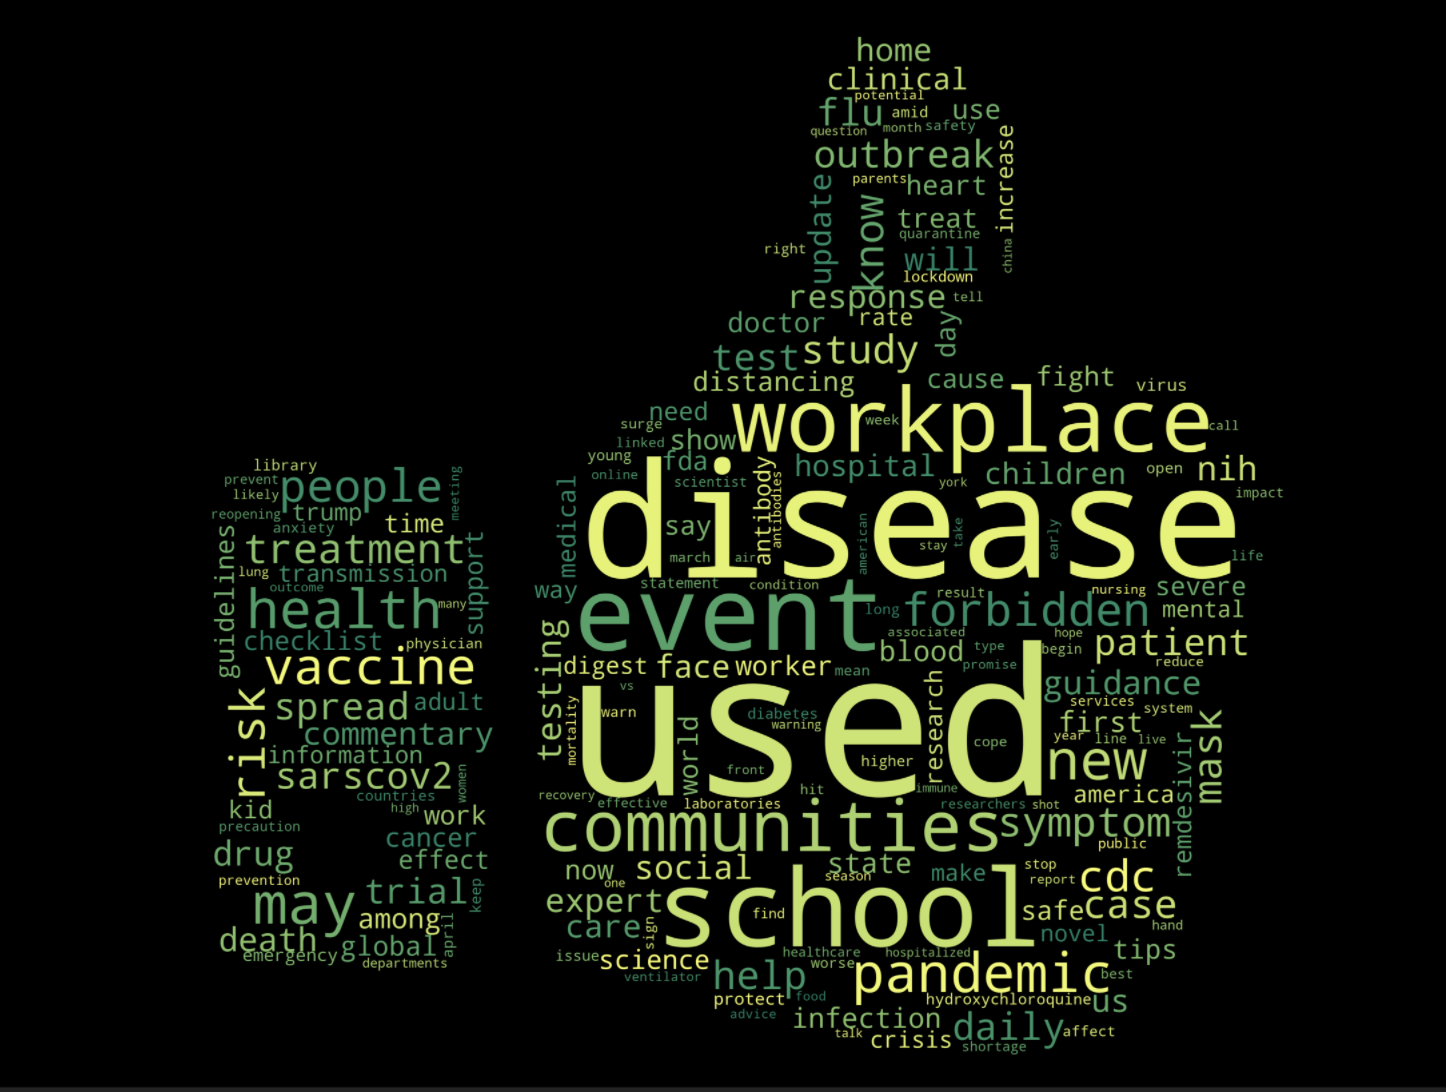 home
clinical
potential
flu amid use
question month safety
outbreak
increase
parents
heart
update
know
treat
quarantine
right
will
china
lockdown
response tell
doctor rate day
test study
distancing cause fight virus
need workplace
surge week call
linked show
young fda hospital children open nih
online scientist york impact
disease
medical
say
antibody
antibodies
american
stay take early
march air life
statement condition
way result nursing severe
event long forbidden mental
associated hope
testing
blood type begin patient
digest face worker mean promise reduce
used guidance
vs
research
mortality
warn world diabetes
warning
services system
first
cope year line live
front higher new mask
remdesivir
hit immune america
recovery effective laboratories researchers shot
communities symptom
public
now social state make stop
season report cdc
one
expert school safe case
find
care sign novel hand
issue science healthcare hospitalized tips
worse
ventilator help pandemic best
protect food hydroxychloroquine us
advice
infection daily affect
talk crisis shortage
library
prevent people meeting
likely
reopening trump time
anxiety
guidelines treatment support
lung transmission
outcome
health many
checklist physician
vaccine
risk
spread adult
commentary
information
sarscov2 women
countries
kid high work
precaution cancer
drug effect
prevention trial keep
may
among april
death global
emergency departments